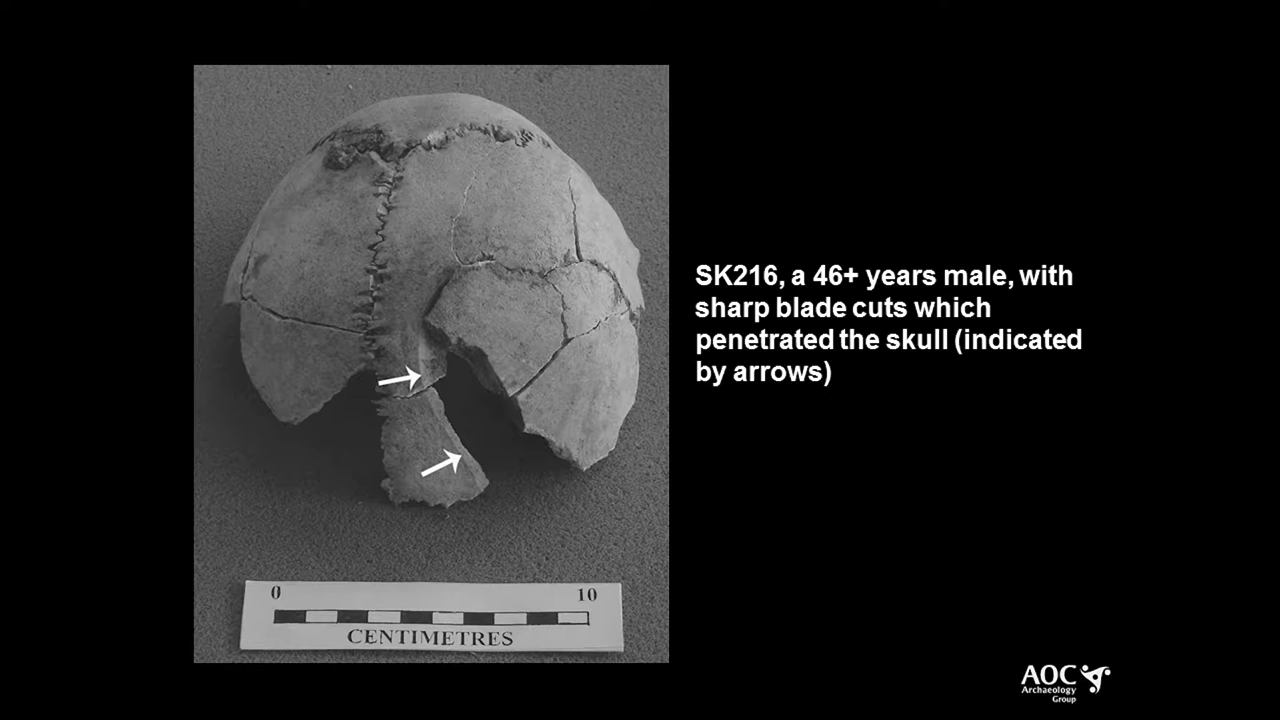 SK216, a 46+ years male, with
sharp blade cuts which
penetrated the skull (indicated
by arrows)
0 10
CENTIMETRES
AOC
Archaeology
Group